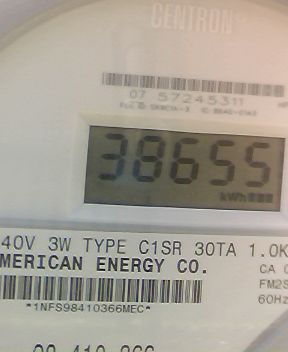 CENTRON
07 57245311
38655
kWh
40V 3W TYPE C1SR 30TA 1.0K
MERICAN ENERGY CO.
CA 0
FM2S
60Hz
*1NFS98410366MEC*